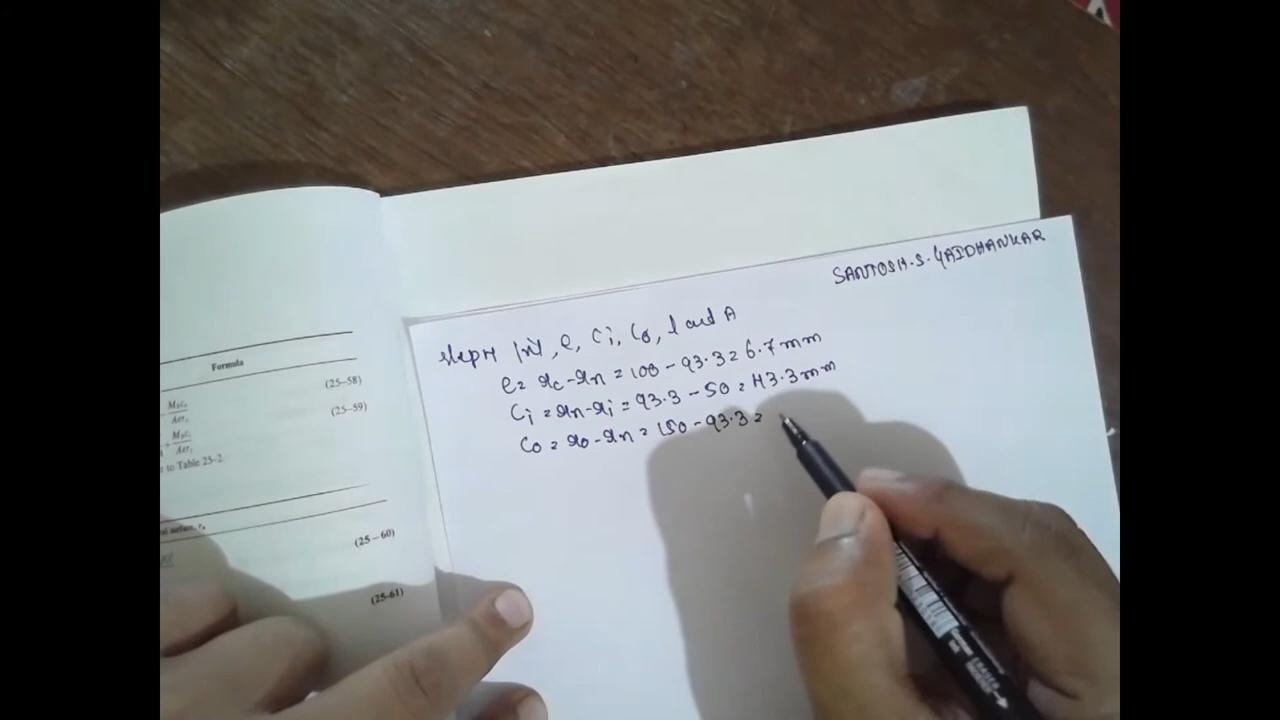 SANTOSH.S.GAIDHANKAR
e, Ci, Co, l and A
e = rc - rn = 100 - 93.3 = 6.7 mm
Ci = rn - ri = 93.3 - 50 = 43.3 mm
Co = ro - rn = 150 - 93.3 =
Formula
(25-58)
(25-59)
to Table 25-2
(25-60)
(25-61)